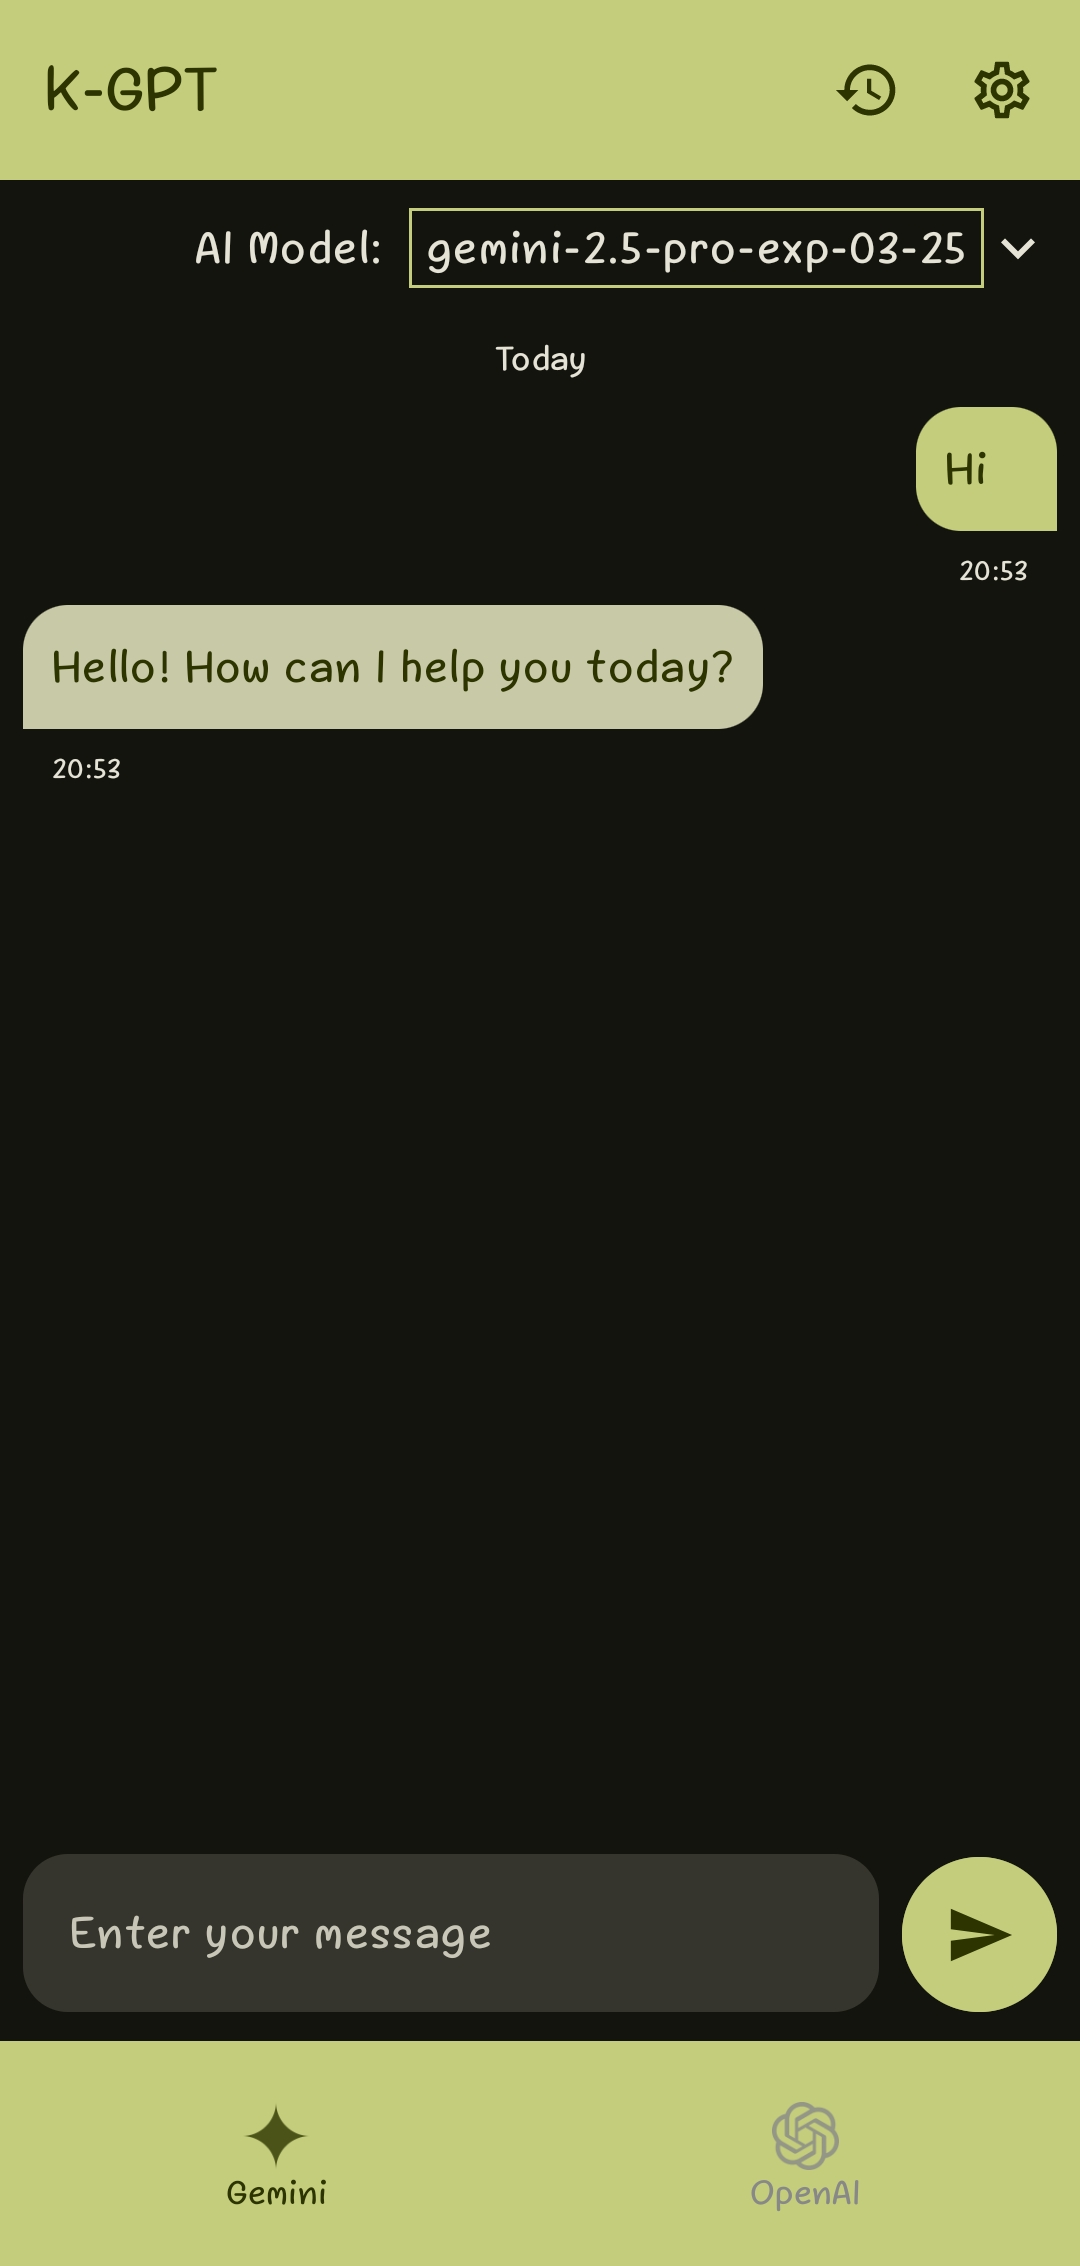 K-GPT
AI Model: gemini-2.5-pro-exp-03-25
Today
Hi
20:53
Hello! How can I help you today?
20:53
Enter your message
Gemini
OpenAI